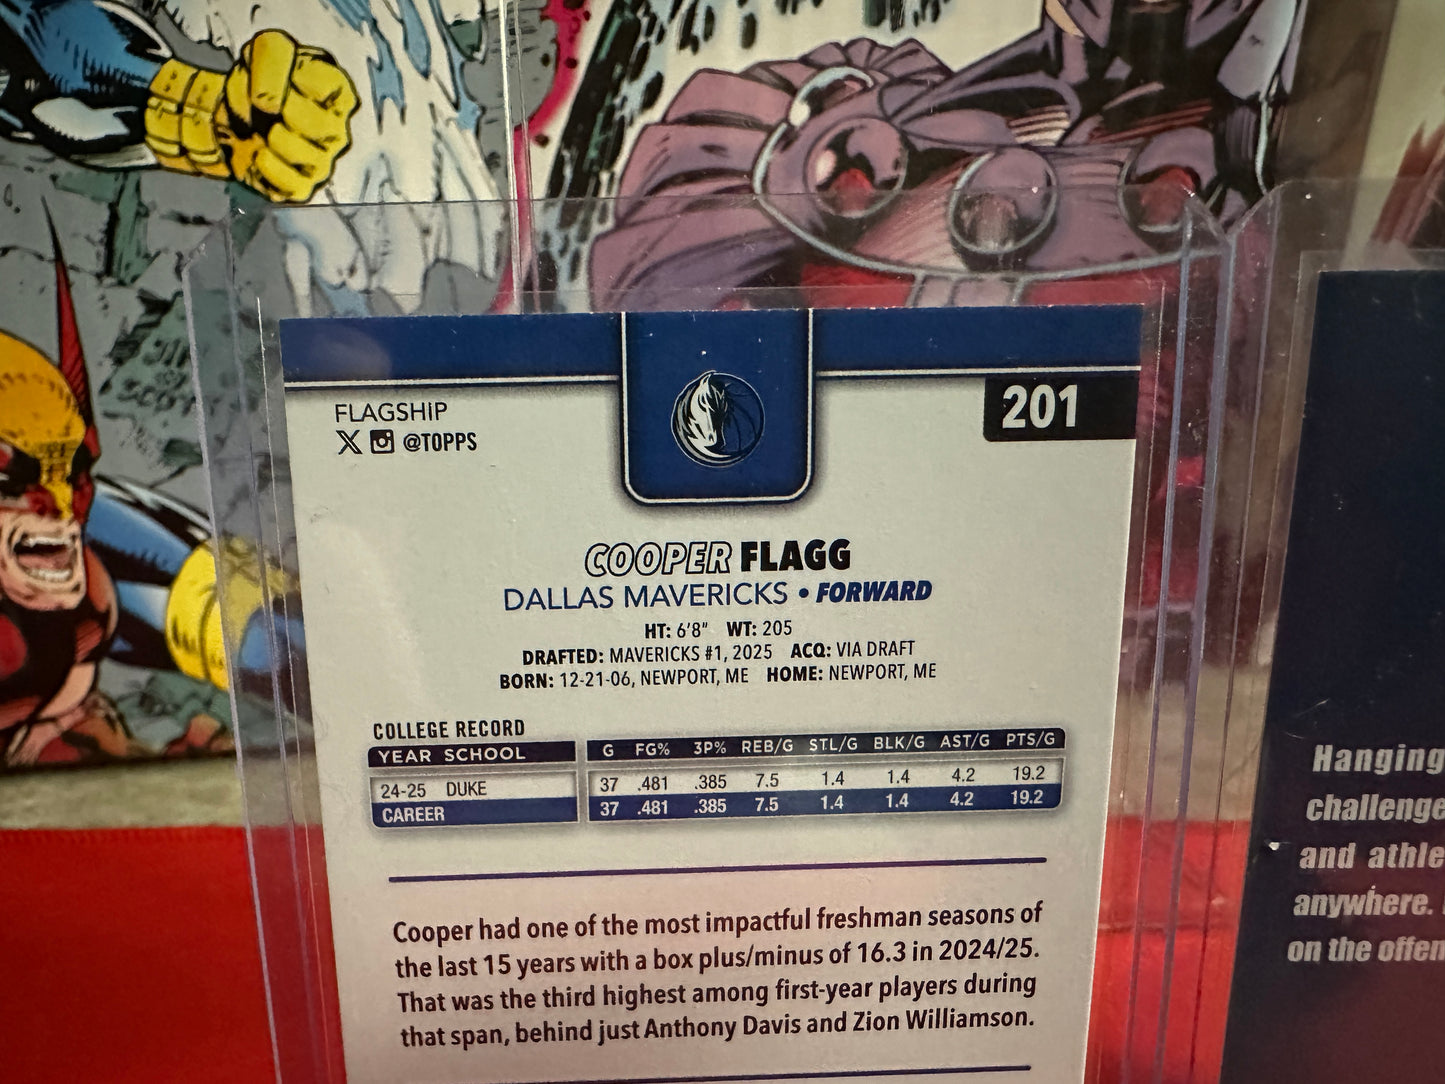 FLAGSHIP
@TOPPS
201
COOPER FLAGG
DALLAS MAVERICKS • FORWARD
HT: 6'8" WT: 205
DRAFTED: MAVERICKS #1, 2025 ACQ: VIA DRAFT
BORN: 12-21-06, NEWPORT, ME HOME: NEWPORT, ME
COLLEGE RECORD
YEAR SCHOOL G FG% 3P% REB/G STL/G BLK/G AST/G PTS/G
24-25 DUKE 37 .481 .385 7.5 1.4 1.4 4.2 19.2
CAREER 37 .481 .385 7.5 1.4 1.4 4.2 19.2
Cooper had one of the most impactful freshman seasons of
the last 15 years with a box plus/minus of 16.3 in 2024/25.
That was the third highest among first-year players during
that span, behind just Anthony Davis and Zion Williamson.
Hanging
challenge
and athle
anywhere.
on the offen